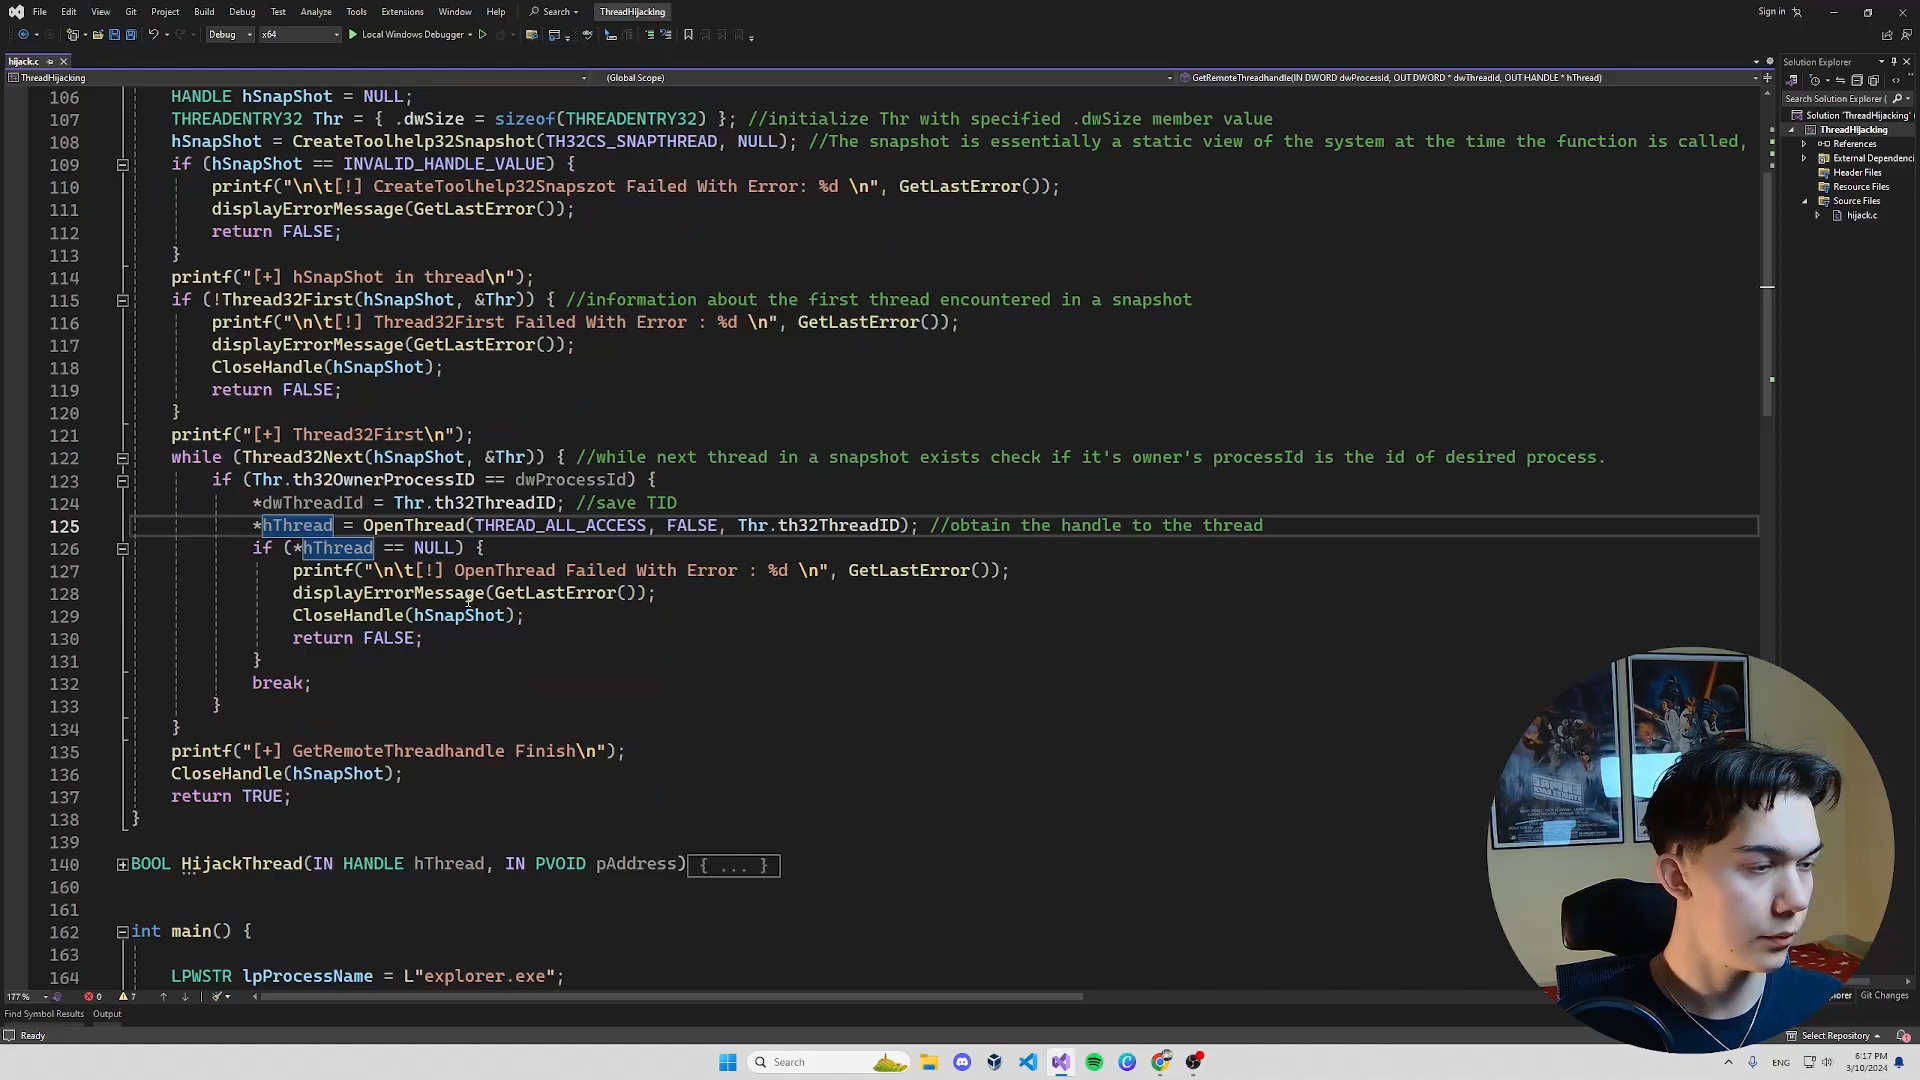 File Edit View Git Project Build Debug Test Analyze Tools Extensions Window Help Search ThreadHijacking Sign in
Debug x64 Local Windows Debugger
hijack.c
ThreadHijacking (Global Scope) GetRemoteThreadhandle(IN DWORD dwProcessId, OUT DWORD * dwThreadId, OUT HANDLE * hThread)
106 HANDLE hSnapShot = NULL;
107 THREADENTRY32 Thr = { .dwSize = sizeof(THREADENTRY32) }; //initialize Thr with specified .dwSize member value
108 hSnapShot = CreateToolhelp32Snapshot(TH32CS_SNAPTHREAD, NULL); //The snapshot is essentially a static view of the system at the time the function is called,
109 if (hSnapShot == INVALID_HANDLE_VALUE) {
110 printf("\n\t[!] CreateToolhelp32Snapszot Failed With Error: %d \n", GetLastError());
111 displayErrorMessage(GetLastError());
112 return FALSE;
113 }
114 printf("[+] hSnapShot in thread\n");
115 if (!Thread32First(hSnapShot, &Thr)) { //information about the first thread encountered in a snapshot
116 printf("\n\t[!] Thread32First Failed With Error : %d \n", GetLastError());
117 displayErrorMessage(GetLastError());
118 CloseHandle(hSnapShot);
119 return FALSE;
120 }
121 printf("[+] Thread32First\n");
122 while (Thread32Next(hSnapShot, &Thr)) { //while next thread in a snapshot exists check if it's owner's processId is the id of desired process.
123 if (Thr.th32OwnerProcessID == dwProcessId) {
124 *dwThreadId = Thr.th32ThreadID; //save TID
125 *hThread = OpenThread(THREAD_ALL_ACCESS, FALSE, Thr.th32ThreadID); //obtain the handle to the thread
126 if (*hThread == NULL) {
127 printf("\n\t[!] OpenThread Failed With Error : %d \n", GetLastError());
128 displayErrorMessage(GetLastError());
129 CloseHandle(hSnapShot);
130 return FALSE;
131 }
132 break;
133 }
134 }
135 printf("[+] GetRemoteThreadhandle Finish\n");
136 CloseHandle(hSnapShot);
137 return TRUE;
138 }
139
140 BOOL HijackThread(IN HANDLE hThread, IN PVOID pAddress){ ... }
160
161
162 int main() {
163
164 LPWSTR lpProcessName = L"explorer.exe";
Solution Explorer
Search Solution Explorer (
Solution 'ThreadHijacking'
ThreadHijacking
References
External Dependenci
Header Files
Resource Files
Source Files
hijack.c
177 % 0 7
Git Changes
Find Symbol Results Output
Ready Select Repository
Search ENG 6:17 PM
3/10/2024